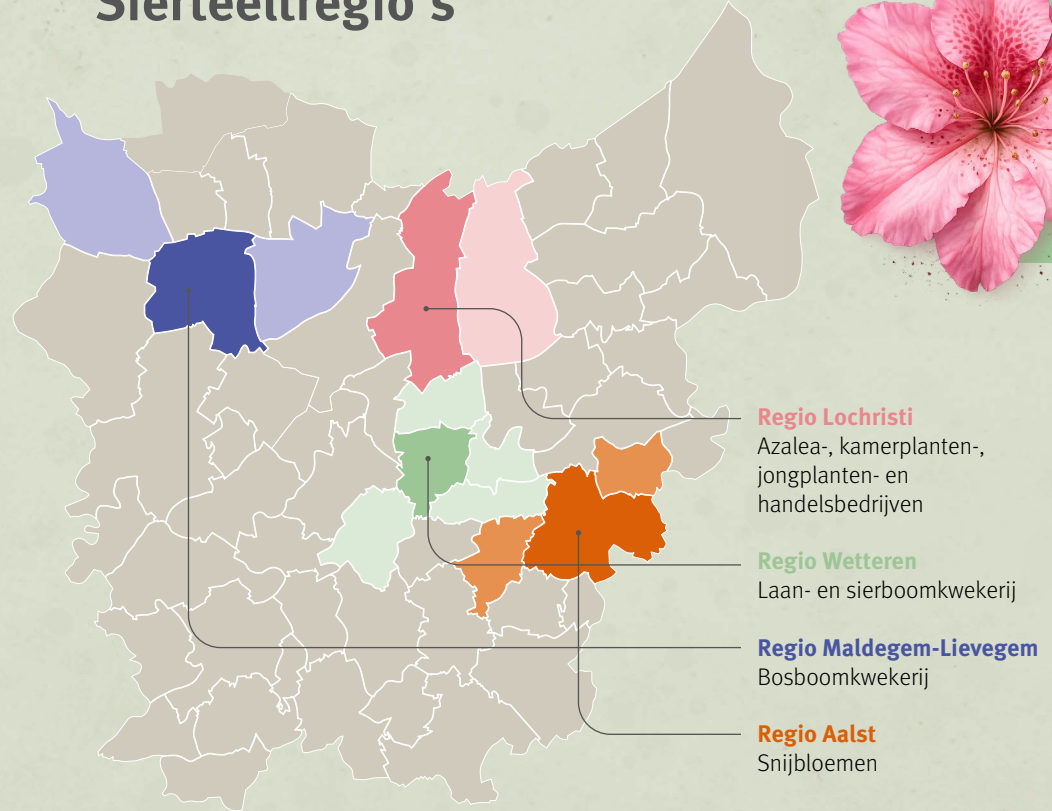 Sierteeltregio's
Regio Lochristi
Azalea-, kamerplanten-,
jongplanten- en
handelsbedrijven
Regio Wetteren
Laan- en sierboomkwekerij
Regio Maldegem-Lievegem
Bosboomkwekerij
Regio Aalst
Snijbloemen